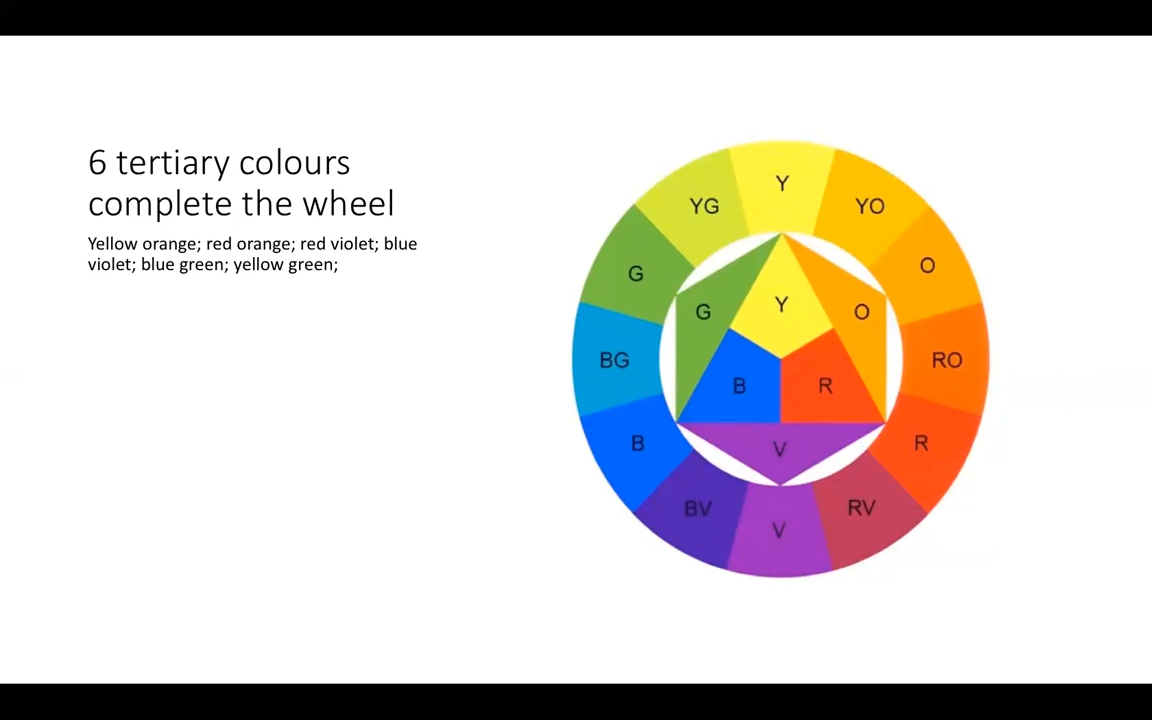 6 tertiary colours
complete the wheel
Yellow orange; red orange; red violet; blue
violet; blue green; yellow green;
Y
YG
YO
G
O
Y
G
O
BG
RO
B
R
B
R
V
BV
RV
V